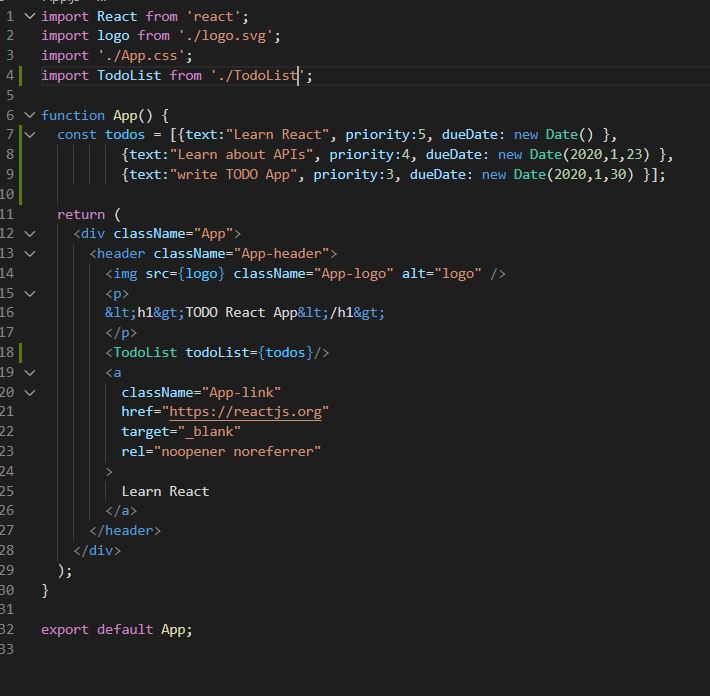 1 import React from 'react';
2 import logo from './logo.svg';
3 import './App.css';
4 import TodoList from './TodoList';
5
6 function App() {
7   const todos = [{text:"Learn React", priority:5, dueDate: new Date() },
8           {text:"Learn about APIs", priority:4, dueDate: new Date(2020,1,23) },
9           {text:"write TODO App", priority:3, dueDate: new Date(2020,1,30) }];
10
11   return (
12     <div className="App">
13       <header className="App-header">
14         <img src={logo} className="App-logo" alt="logo" />
15         <p>
16         &lt;h1&gt;TODO React App&lt;/h1&gt;
17         </p>
18         <TodoList todoList={todos}/>
19         <a
20           className="App-link"
21           href="https://reactjs.org"
22           target="_blank"
23           rel="noopener noreferrer"
24         >
25           Learn React
26         </a>
27       </header>
28     </div>
29   );
30 }
31
32 export default App;
33